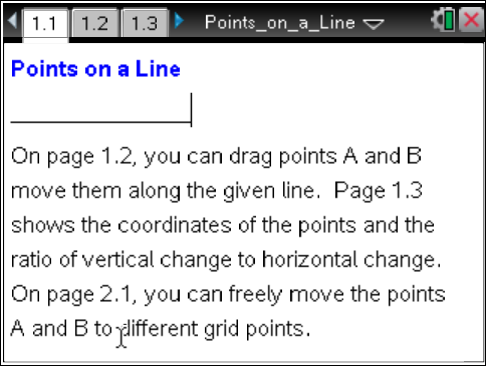 1.1 1.2 1.3 Points_on_a_Line
Points on a Line
On page 1.2, you can drag points A and B
move them along the given line. Page 1.3
shows the coordinates of the points and the
ratio of vertical change to horizontal change.
On page 2.1, you can freely move the points
A and B to different grid points.